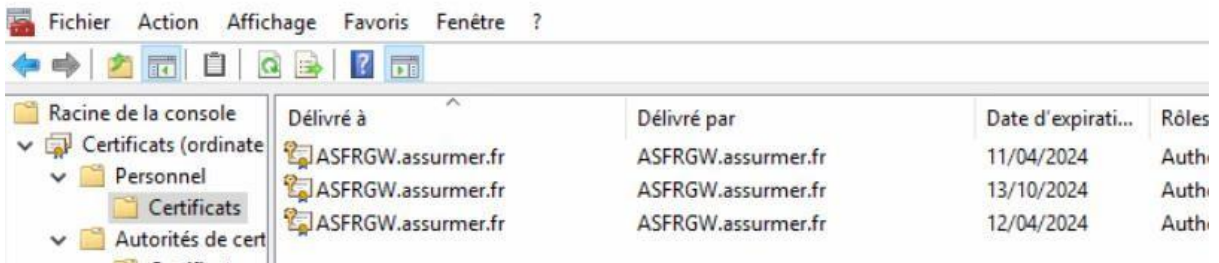 Fichier Action Affichage Favoris Fenêtre ?
Racine de la console
Certificats (ordinate
Personnel
Certificats
Autorités de cert
Délivré à Délivré par Date d'expirati... Rôles
ASFRGW.assurmer.fr ASFRGW.assurmer.fr 11/04/2024 Auth
ASFRGW.assurmer.fr ASFRGW.assurmer.fr 13/10/2024 Auth
ASFRGW.assurmer.fr ASFRGW.assurmer.fr 12/04/2024 Auth